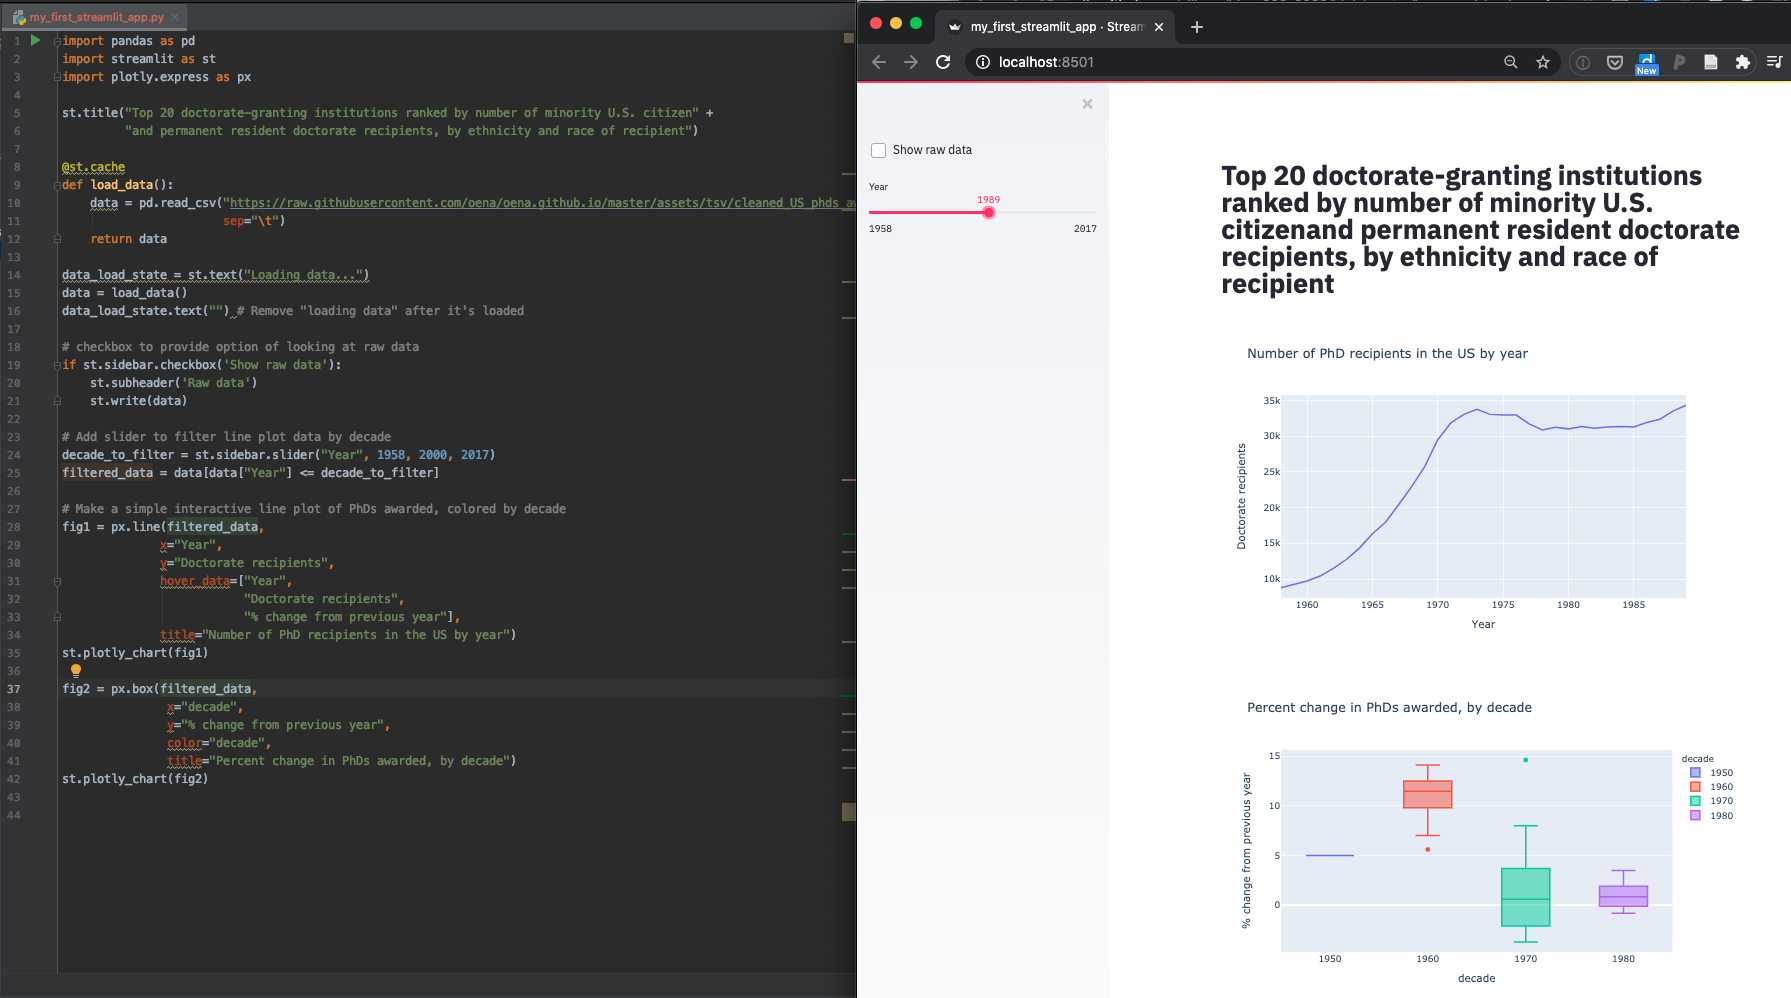 my_first_streamlit_app.py
1 import pandas as pd
2 import streamlit as st
3 import plotly.express as px
4
5 st.title("Top 20 doctorate-granting institutions ranked by number of minority U.S. citizen" +
6 "and permanent resident doctorate recipients, by ethnicity and race of recipient")
7
8 @st.cache
9 def load_data():
10 data = pd.read_csv("https://raw.githubusercontent.com/oena/oena.github.io/master/assets/tsv/cleaned_US_phds_aw
11 sep="\t")
12 return data
13
14 data_load_state = st.text("Loading data...")
15 data = load_data()
16 data_load_state.text("") # Remove "loading data" after it's loaded
17
18 # checkbox to provide option of looking at raw data
19 if st.sidebar.checkbox('Show raw data'):
20 st.subheader('Raw data')
21 st.write(data)
22
23 # Add slider to filter line plot data by decade
24 decade_to_filter = st.sidebar.slider("Year", 1958, 2000, 2017)
25 filtered_data = data[data["Year"] <= decade_to_filter]
26
27 # Make a simple interactive line plot of PhDs awarded, colored by decade
28 fig1 = px.line(filtered_data,
29 x="Year",
30 y="Doctorate recipients",
31 hover_data=["Year",
32 "Doctorate recipients",
33 "% change from previous year"],
34 title="Number of PhD recipients in the US by year")
35 st.plotly_chart(fig1)
36
37 fig2 = px.box(filtered_data,
38 x="decade",
39 y="% change from previous year",
40 color="decade",
41 title="Percent change in PhDs awarded, by decade")
42 st.plotly_chart(fig2)
43
44
my_first_streamlit_app · Stream
localhost:8501
New
Show raw data
Year
1989
1958 2017
Top 20 doctorate-granting institutions
ranked by number of minority U.S.
citizenand permanent resident doctorate
recipients, by ethnicity and race of
recipient
Number of PhD recipients in the US by year
35k
30k
25k
20k
15k
10k
Doctorate recipients
1960 1965 1970 1975 1980 1985
Year
Percent change in PhDs awarded, by decade
15
10
5
0
% change from previous year
1950 1960 1970 1980
decade
decade
1950
1960
1970
1980